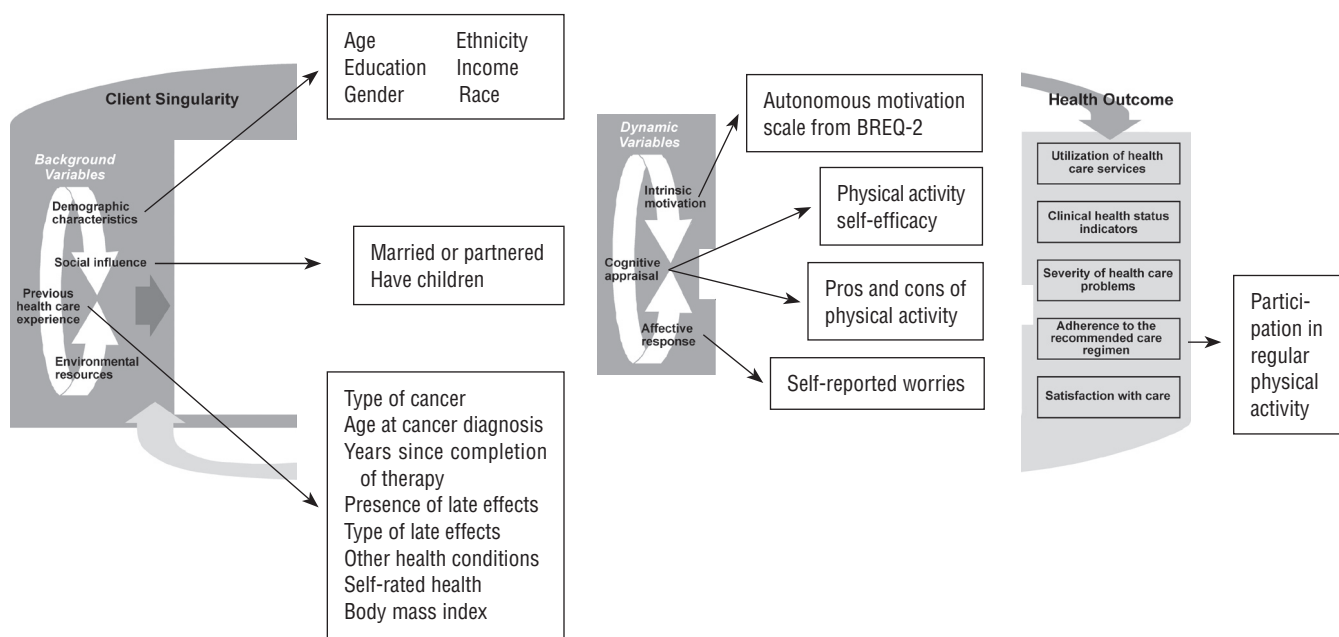 Client Singularity
Background
Variables
Demographic
characteristics
Social influence
Previous
health care
experience
Environmental
resources
Age Ethnicity
Education Income
Gender Race
Married or partnered
Have children
Type of cancer
Age at cancer diagnosis
Years since completion
of therapy
Presence of late effects
Type of late effects
Other health conditions
Self-rated health
Body mass index
Dynamic
Variables
Intrinsic
motivation
Cognitive
appraisal
Affective
response
Autonomous motivation
scale from BREQ-2
Physical activity
self-efficacy
Pros and cons of
physical activity
Self-reported worries
Health Outcome
Utilization of health
care services
Clinical health status
indicators
Severity of health care
problems
Adherence to the
recommended care
regimen
Satisfaction with care
Partici-
pation in
regular
physical
activity